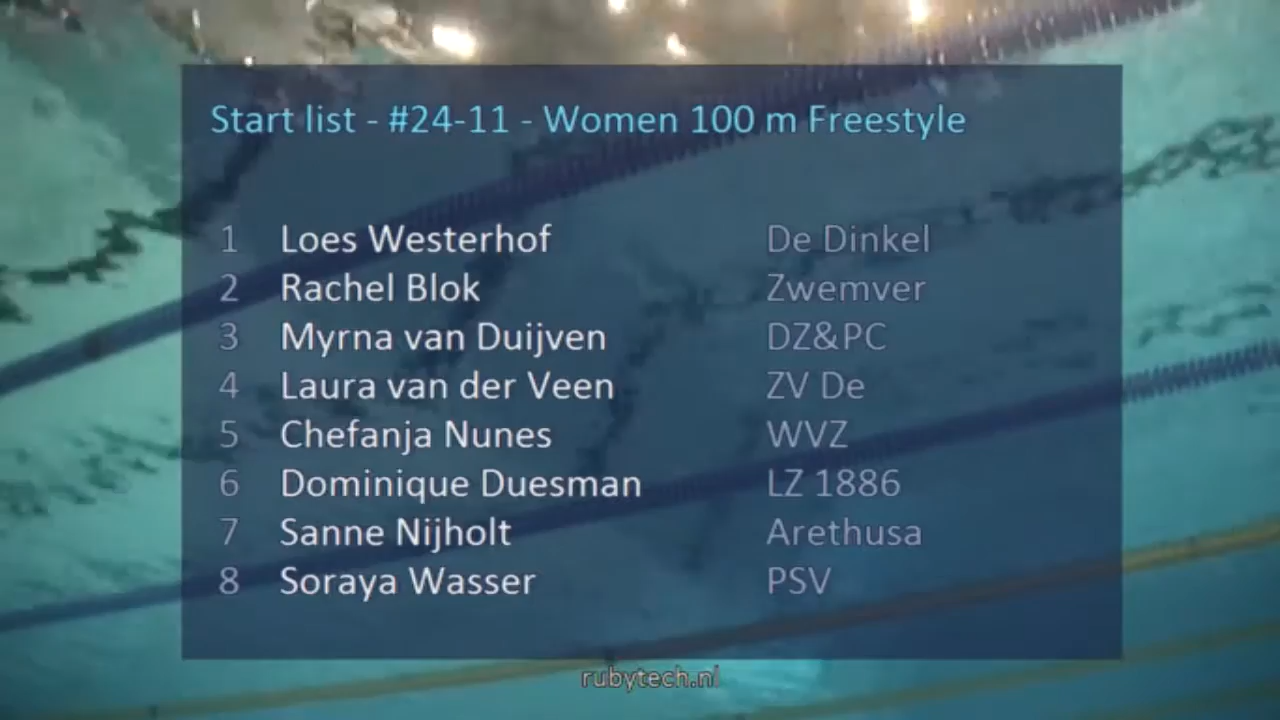 Start list - #24-11 - Women 100 m Freestyle
1 Loes Westerhof De Dinkel
2 Rachel Blok Zwemver
3 Myrna van Duijven DZ&PC
4 Laura van der Veen ZV De
5 Chefanja Nunes WVZ
6 Dominique Duesman LZ 1886
7 Sanne Nijholt Arethusa
8 Soraya Wasser PSV
rubytech.nl